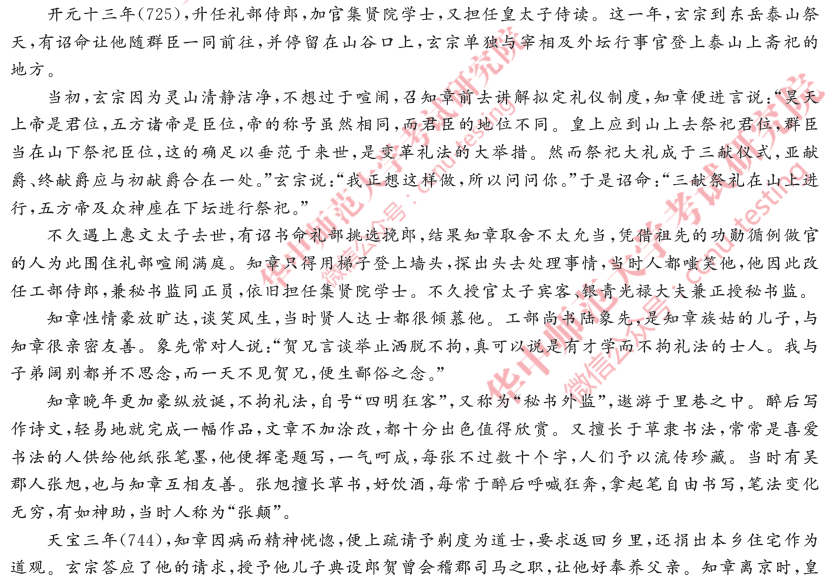 开元十三年(725),升任礼部侍郎,加官集贤院学士,又担任皇太子侍读。这一年,玄宗到东岳泰山祭
天,有诏命让他随群臣一同前往,并停留在山谷口上,玄宗单独与宰相及外坛行事官登上泰山上斋祀的
地方。
当初,玄宗因为灵山清静洁净,不想过于喧闹,召知章前去讲解拟定礼仪制度,知章便进言说:“昊天
上帝是君位,五方诸帝是臣位,帝的称号虽然相同,而君臣的地位不同。皇上应到山上去祭祀君位,群臣
当在山下祭祀臣位,这的确足以垂范于来世,是变革礼法的大举措。然而祭祀大礼成于三献仪式,亚献
爵、终献爵应与初献爵合在一处。”玄宗说:“我正想这样做,所以问问你。”于是诏命:“三献祭礼在山上进
行,五方帝及众神座在下坛进行祭祀。”
不久遇上惠文太子去世,有诏书命礼部挑选挽郎,结果知章取舍不太允当,凭借祖先的功勋循例做官
的人为此围住礼部喧闹满庭。知章只得用梯子登上墙头,探出头去处理事情,当时人都嗤笑他,他因此改
任工部侍郎,兼秘书监同正员,依旧担任集贤院学士。不久授官太子宾客、银青光禄大夫兼正授秘书监。
知章性情豪放旷达,谈笑风生,当时贤人达士都很倾慕他。工部尚书陆象先,是知章族姑的儿子,与
知章很亲密友善。象先常对人说:“贺兄言谈举止洒脱不拘,真可以说是有才学而不拘礼法的士人。我与
子弟阔别都并不思念,而一天不见贺兄,便生鄙俗之念。”
知章晚年更加豪纵放诞,不拘礼法,自号“四明狂客”,又称为“秘书外监”,遨游于里巷之中。醉后写
作诗文,轻易地就完成一幅作品,文章不加涂改,都十分出色值得欣赏。又擅长于草隶书法,常常是喜爱
书法的人供给他纸张笔墨,他便挥毫题写,一气呵成,每张不过数十个字,人们予以流传珍藏。当时有吴
郡人张旭,也与知章互相友善。张旭擅长草书,好饮酒,每常于醉后呼喊狂奔,拿起笔自由书写,笔法变化
无穷,有如神助,当时人称为“张颠”。
天宝三年(744),知章因病而精神恍惚,便上疏请予剃度为道士,要求返回乡里,还捐出本乡住宅作为
道观。玄宗答应了他的请求,授予他儿子典设郎贺曾会稽郡司马之职,让他好奉养父亲。知章离京时,皇
华中师范大学考试研究院
微信公众号:ccnu-testing
华中师范大学考试研究院
微信公众号:ccnu-testing